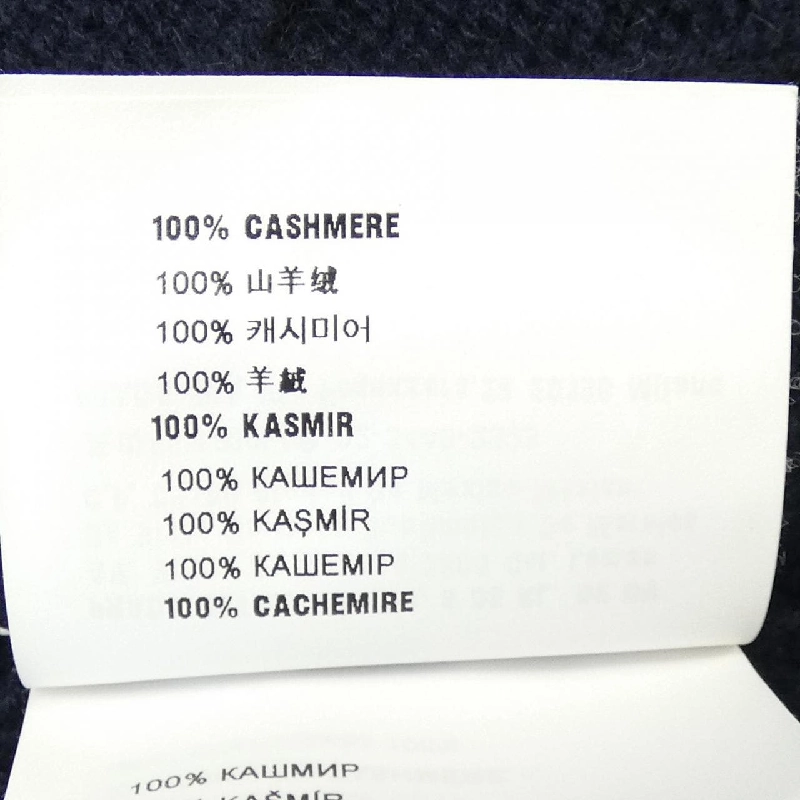 100% CASHMERE
100% 山羊绒
100% 캐시미어
100% 羊絨
100% KASMIR
100% КАШЕМИР
100% KAŞMİR
100% КАШЕМІР
100% CACHEMIRE
100% КАШМИР
KAŠMÍR